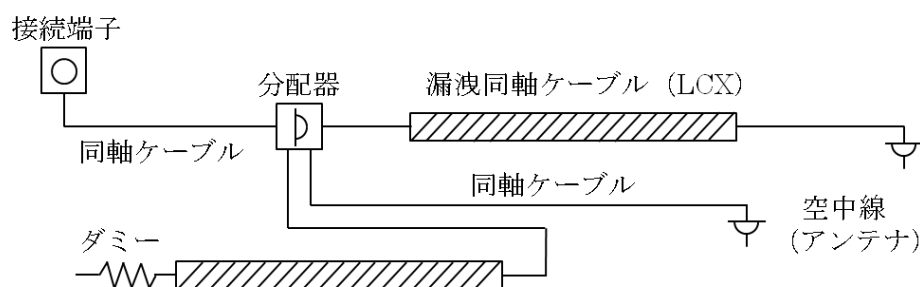 接続端子
分配器
漏洩同軸ケーブル (LCX)
同軸ケーブル
同軸ケーブル
空中線
(アンテナ)
ダミー